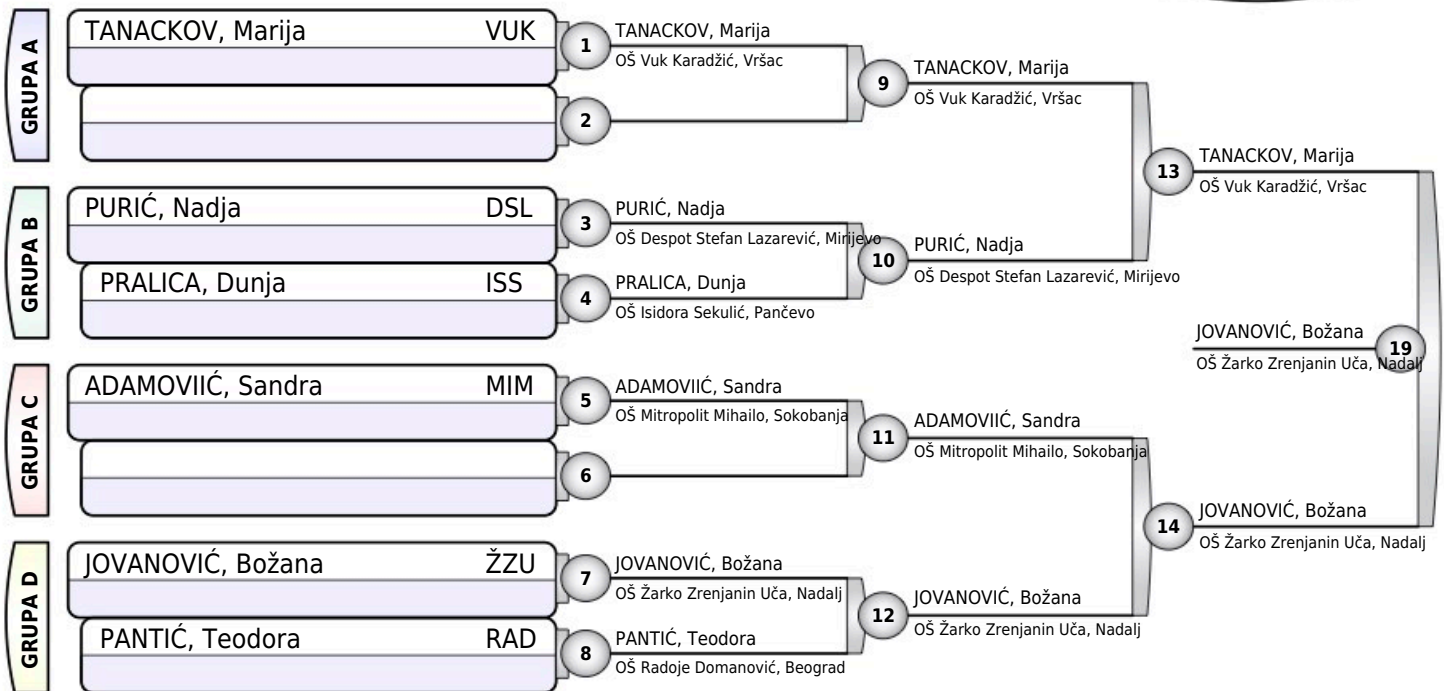 GRUPA A
TANACKOV, Marija VUK
1
2
TANACKOV, Marija
OŠ Vuk Karadžić, Vršac
9
TANACKOV, Marija
OŠ Vuk Karadžić, Vršac
GRUPA B
PURIĆ, Nadja DSL
PRALICA, Dunja ISS
3
4
PURIĆ, Nadja
OŠ Despot Stefan Lazarević, Mirijevo
PRALICA, Dunja
OŠ Isidora Sekulić, Pančevo
10
PURIĆ, Nadja
OŠ Despot Stefan Lazarević, Mirijevo
13
TANACKOV, Marija
OŠ Vuk Karadžić, Vršac
GRUPA C
ADAMOVIIĆ, Sandra MIM
5
6
ADAMOVIIĆ, Sandra
OŠ Mitropolit Mihailo, Sokobanja
11
ADAMOVIIĆ, Sandra
OŠ Mitropolit Mihailo, Sokobanja
GRUPA D
JOVANOVIĆ, Božana ŽZU
PANTIĆ, Teodora RAD
7
8
JOVANOVIĆ, Božana
OŠ Žarko Zrenjanin Uča, Nadalj
PANTIĆ, Teodora
OŠ Radoje Domanović, Beograd
12
JOVANOVIĆ, Božana
OŠ Žarko Zrenjanin Uča, Nadalj
14
JOVANOVIĆ, Božana
OŠ Žarko Zrenjanin Uča, Nadalj
JOVANOVIĆ, Božana
OŠ Žarko Zrenjanin Uča, Nadalj
19